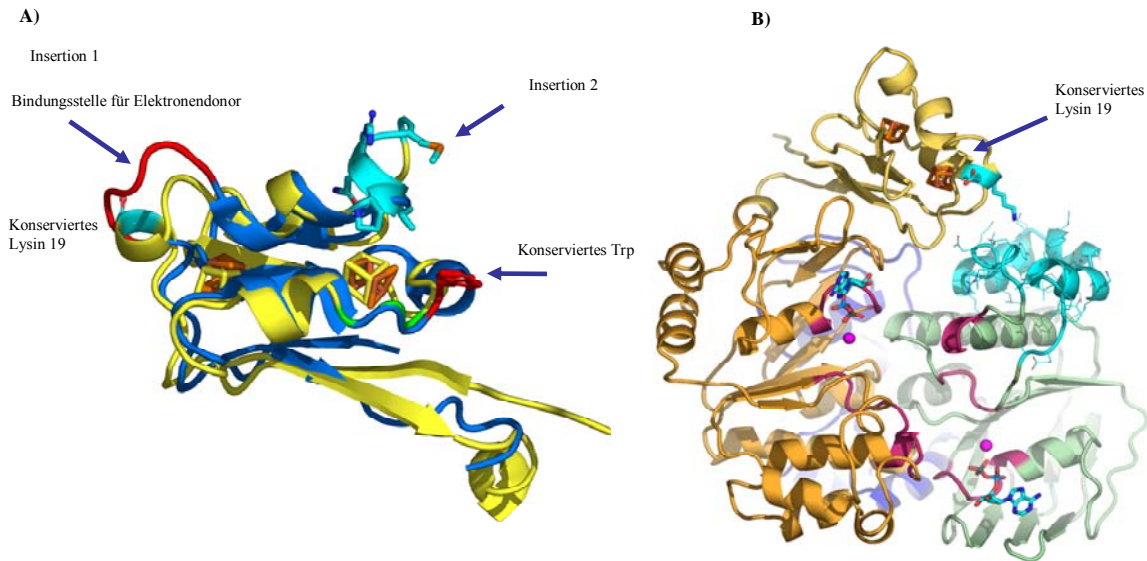 A)
Insertion 1
Bindungsstelle für Elektronendonor
Insertion 2
Konserviertes
Lysin 19
Konserviertes Trp
B)
Konserviertes
Lysin 19